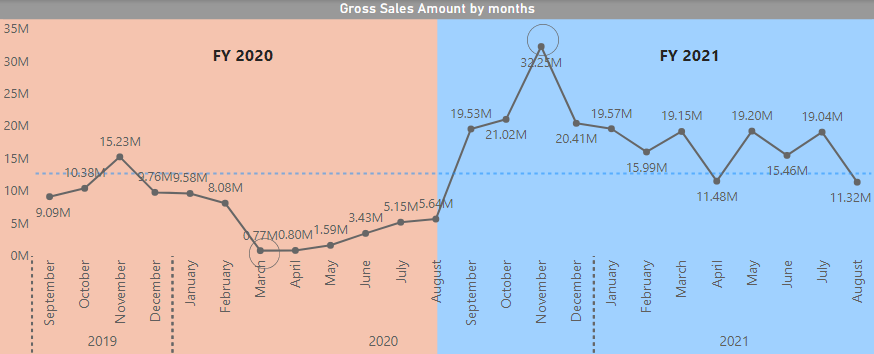 Gross Sales Amount by months
35M
30M
25M
20M
15M
10M
5M
0M
FY 2020
FY 2021
9.09M
10.38M
15.23M
9.76M
9.58M
8.08M
0.77M
0.80M
1.59M
3.43M
5.15M
5.64M
19.53M
21.02M
32.25M
20.41M
19.57M
15.99M
19.15M
11.48M
19.20M
15.46M
19.04M
11.32M
September
October
November
December
January
February
March
April
May
June
July
August
September
October
November
December
January
February
March
April
May
June
July
August
2019
2020
2021